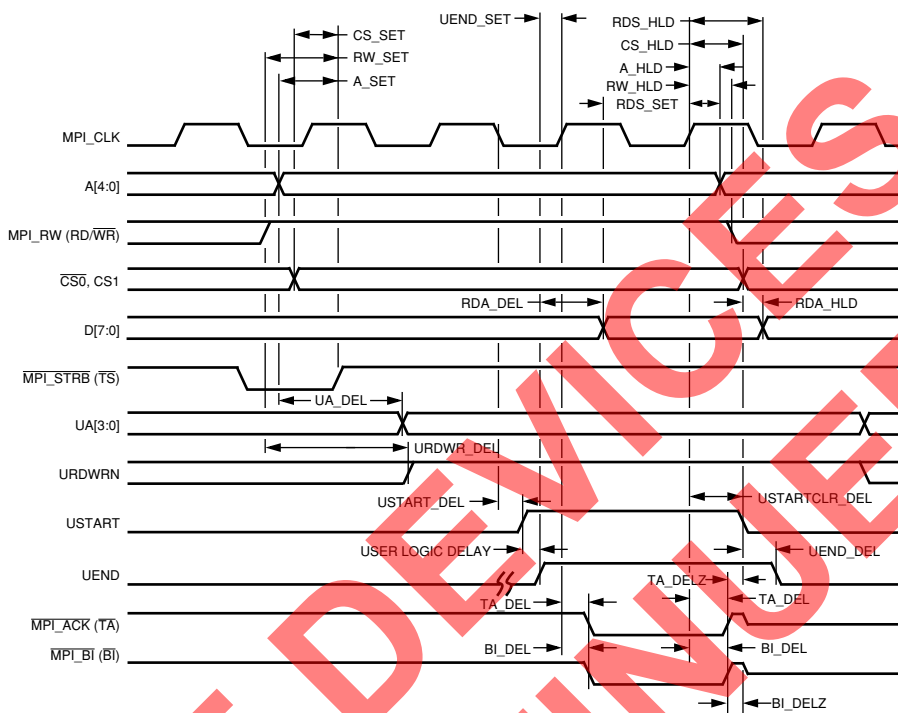 UEND_SET
RDS_HLD
CS_SET
CS_HLD
RW_SET
A_HLD
A_SET
RW_HLD
RDS_SET
MPI_CLK
A[4:0]
MPI_RW (RD/WR)
CS0, CS1
RDA_DEL
RDA_HLD
D[7:0]
MPI_STRB (TS)
UA_DEL
UA[3:0]
URDWR_DEL
URDWRN
USTART_DEL
USTARTCLR_DEL
USTART
USER LOGIC DELAY
UEND_DEL
UEND
TA_DELZ
TA_DEL
TA_DEL
MPI_ACK (TA)
BI_DEL
BI_DEL
MPI_BI (BI)
BI_DELZ
DEVICES